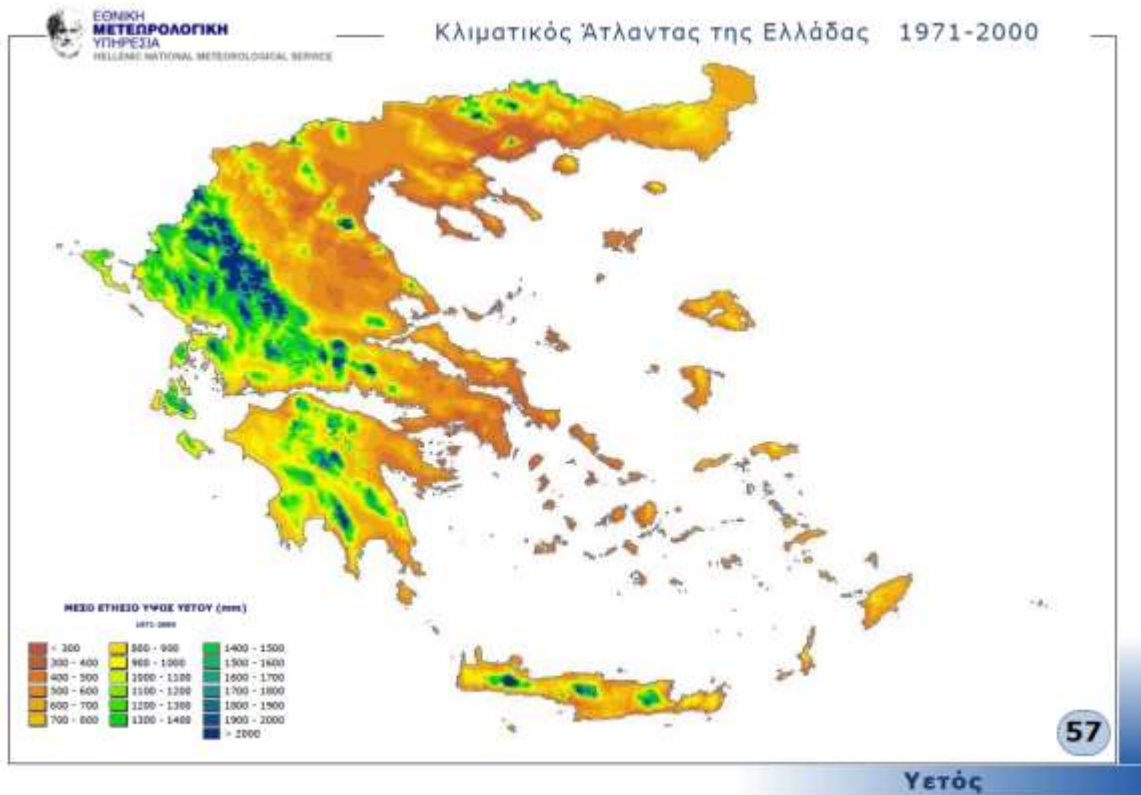 ΕΘΝΙΚΗ
ΜΕΤΕΩΡΟΛΟΓΙΚΗ
ΥΠΗΡΕΣΙΑ
HELLENIC NATIONAL METEOROLOGICAL SERVICE
Κλιματικός Άτλαντας της Ελλάδας 1971-2000
ΜΕΣΟ ΕΤΗΣΙΟ ΥΨΟΣ ΥΕΤΟΥ (mm)
1971-2000
< 300
300 - 400
400 - 500
500 - 600
600 - 700
700 - 800
800 - 900
900 - 1000
1000 - 1100
1100 - 1200
1200 - 1300
1300 - 1400
1400 - 1500
1500 - 1600
1600 - 1700
1700 - 1800
1800 - 1900
1900 - 2000
> 2000
57
Υετός